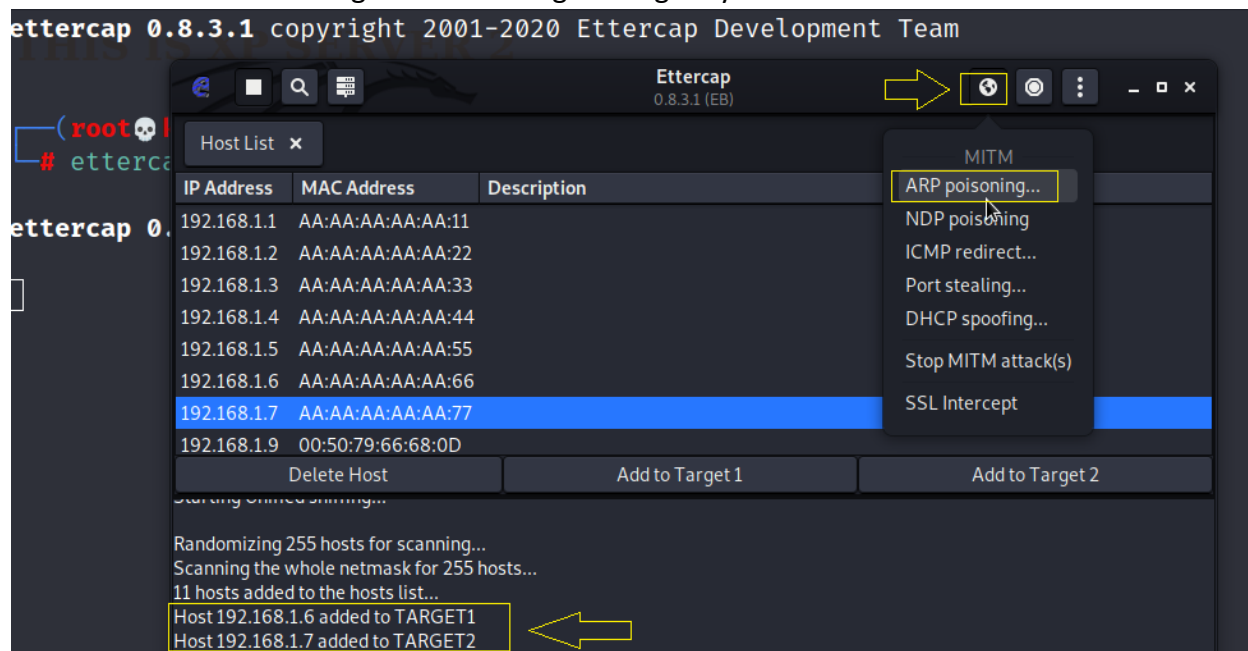 ettercap 0.8.3.1 copyright 2001-2020 Ettercap Development Team
THIS IS XP SERVER 2
Ettercap
0.8.3.1 (EB)
(root
# etterca
ettercap 0.
Host List ×
MITM
ARP poisoning...
NDP poisoning
ICMP redirect...
Port stealing...
DHCP spoofing...
Stop MITM attack(s)
SSL Intercept
IP Address MAC Address Description
192.168.1.1 AA:AA:AA:AA:AA:11
192.168.1.2 AA:AA:AA:AA:AA:22
192.168.1.3 AA:AA:AA:AA:AA:33
192.168.1.4 AA:AA:AA:AA:AA:44
192.168.1.5 AA:AA:AA:AA:AA:55
192.168.1.6 AA:AA:AA:AA:AA:66
192.168.1.7 AA:AA:AA:AA:AA:77
192.168.1.9 00:50:79:66:68:0D
Delete Host Add to Target 1 Add to Target 2
Starting Unified sniffing...
Randomizing 255 hosts for scanning...
Scanning the whole netmask for 255 hosts...
11 hosts added to the hosts list...
Host 192.168.1.6 added to TARGET1
Host 192.168.1.7 added to TARGET2